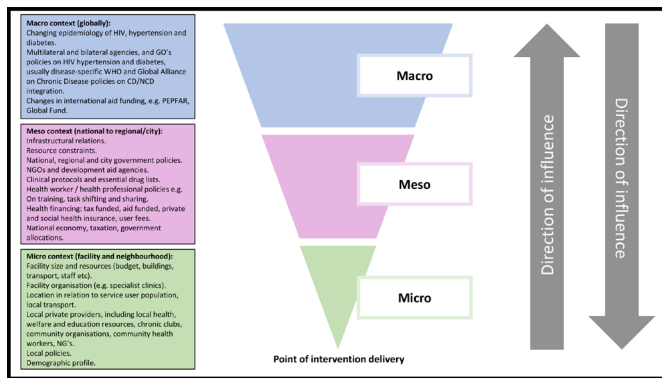 Macro context (globally):
Changing epidemiology of HIV, hypertension and
diabetes.
Multilateral and bilateral agencies, and GO's
policies on HIV hypertension and diabetes,
usually disease-specific WHO and Global Alliance
on Chronic Disease policies on CD/NCD
integration.
Changes in international aid funding, e.g. PEPFAR,
Global Fund.
Meso context (national to regional/city):
Infrastructural relations.
Resource constraints.
National, regional and city government policies.
NGOs and development aid agencies.
Clinical protocols and essential drug lists.
Health worker / health professional policies e.g.
On training, task shifting and sharing.
Health financing: tax funded, aid funded, private
and social health insurance, user fees.
National economy, taxation, government
allocations.
Micro context (facility and neighbourhood):
Facility size and resources (budget, buildings,
transport, staff etc).
Facility organisation (e.g. specialist clinics).
Location in relation to service user population,
local transport.
Local private providers, including local health,
welfare and education resources, chronic clubs,
community organisations, community health
workers, NG's.
Local policies.
Demographic profile.
Macro
Meso
Micro
Point of intervention delivery
Direction of influence
Direction of influence